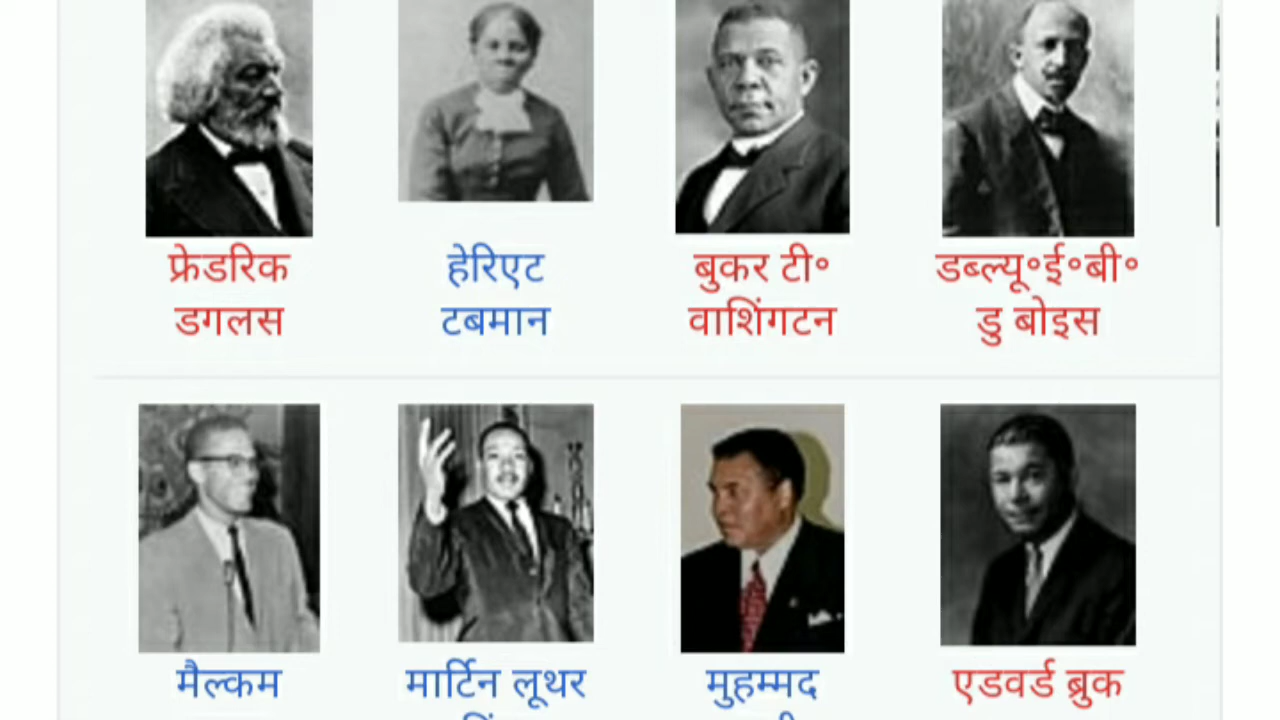 फ्रेडरिक
डगलस
हेरिएट
टबमान
बुकर टी॰
वाशिंगटन
डब्ल्यू॰ई॰बी॰
डु बोइस
मैल्कम
मार्टिन लूथर
मुहम्मद
एडवर्ड ब्रुक